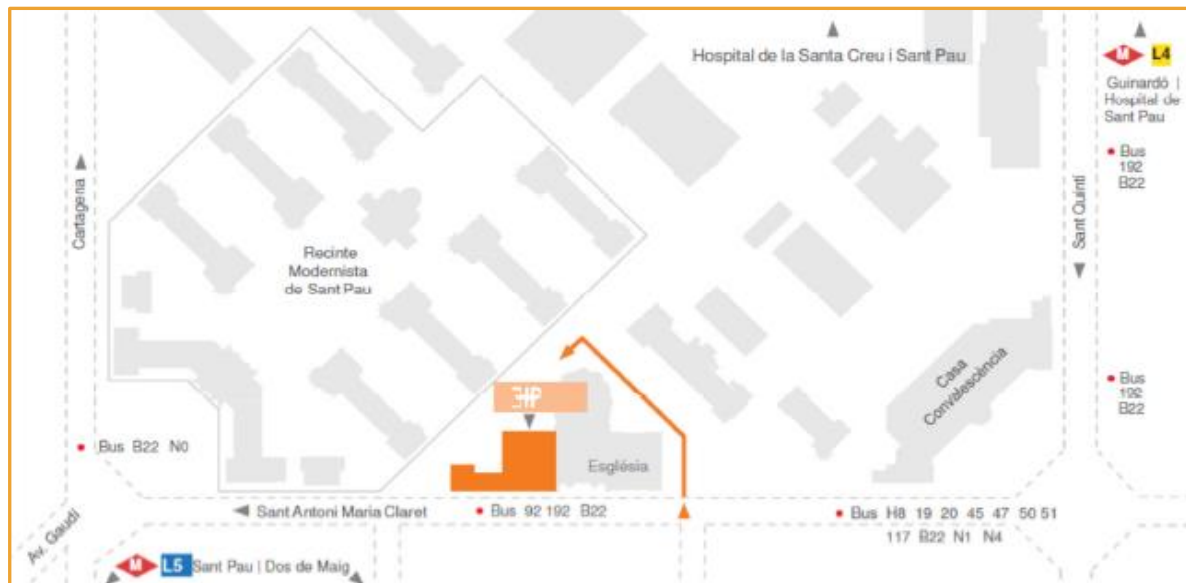 Hospital de la Santa Creu i Sant Pau
M L4
Guinardó |
Hospital de
Sant Pau
Bus
192
B22
Cartagena
Sant Quintí
Recinte
Modernista
de Sant Pau
Casa
Convalescència
Bus
192
B22
Bus B22 N0
Església
Sant Antoni Maria Claret
Bus 92 192 B22
Bus H8 19 20 45 47 50 51
117 B22 N1 N4
Av. Gaudí
M L5 Sant Pau | Dos de Maig